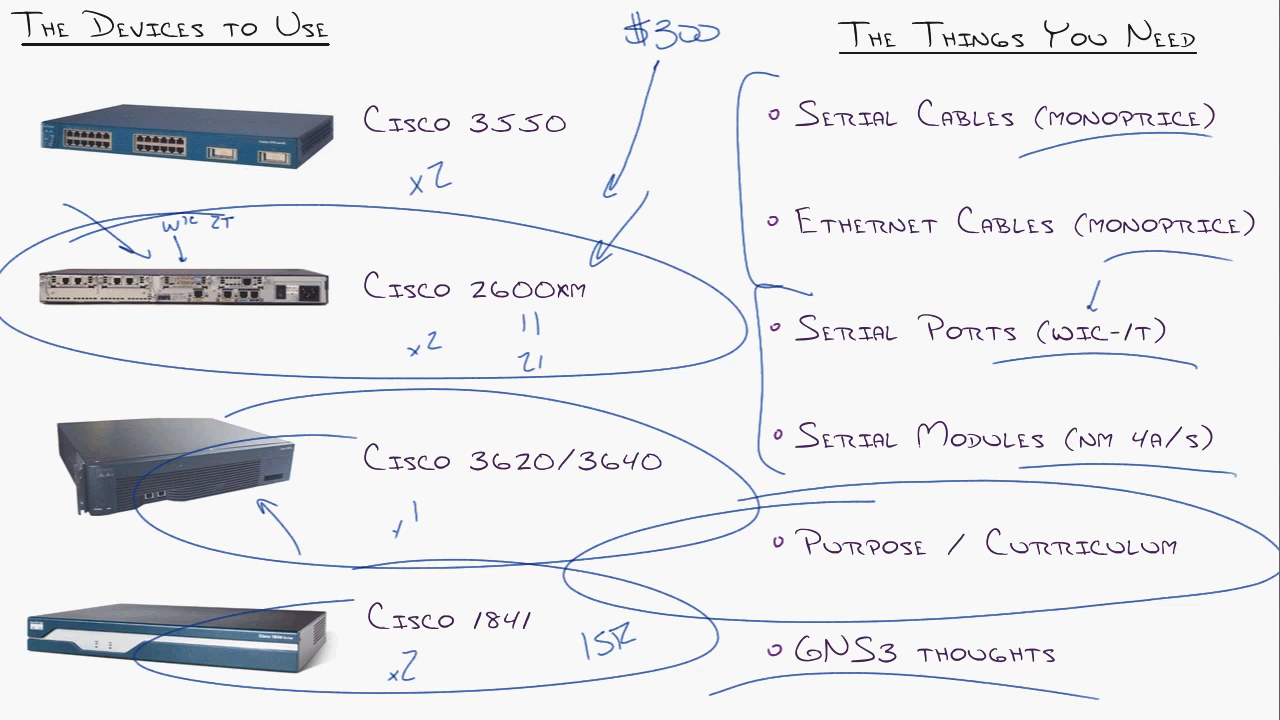 The Devices to Use
$300
Cisco 3550
x2
WIC 2T
Cisco 2600XM
x2
11
21
Cisco 3620/3640
x1
Cisco 1841
x2
ISR
The Things You Need
• Serial Cables (monoprice)
• Ethernet Cables (monoprice)
• Serial Ports (WIC-1T)
• Serial Modules (NM 4A/S)
• Purpose / Curriculum
• GNS3 thoughts